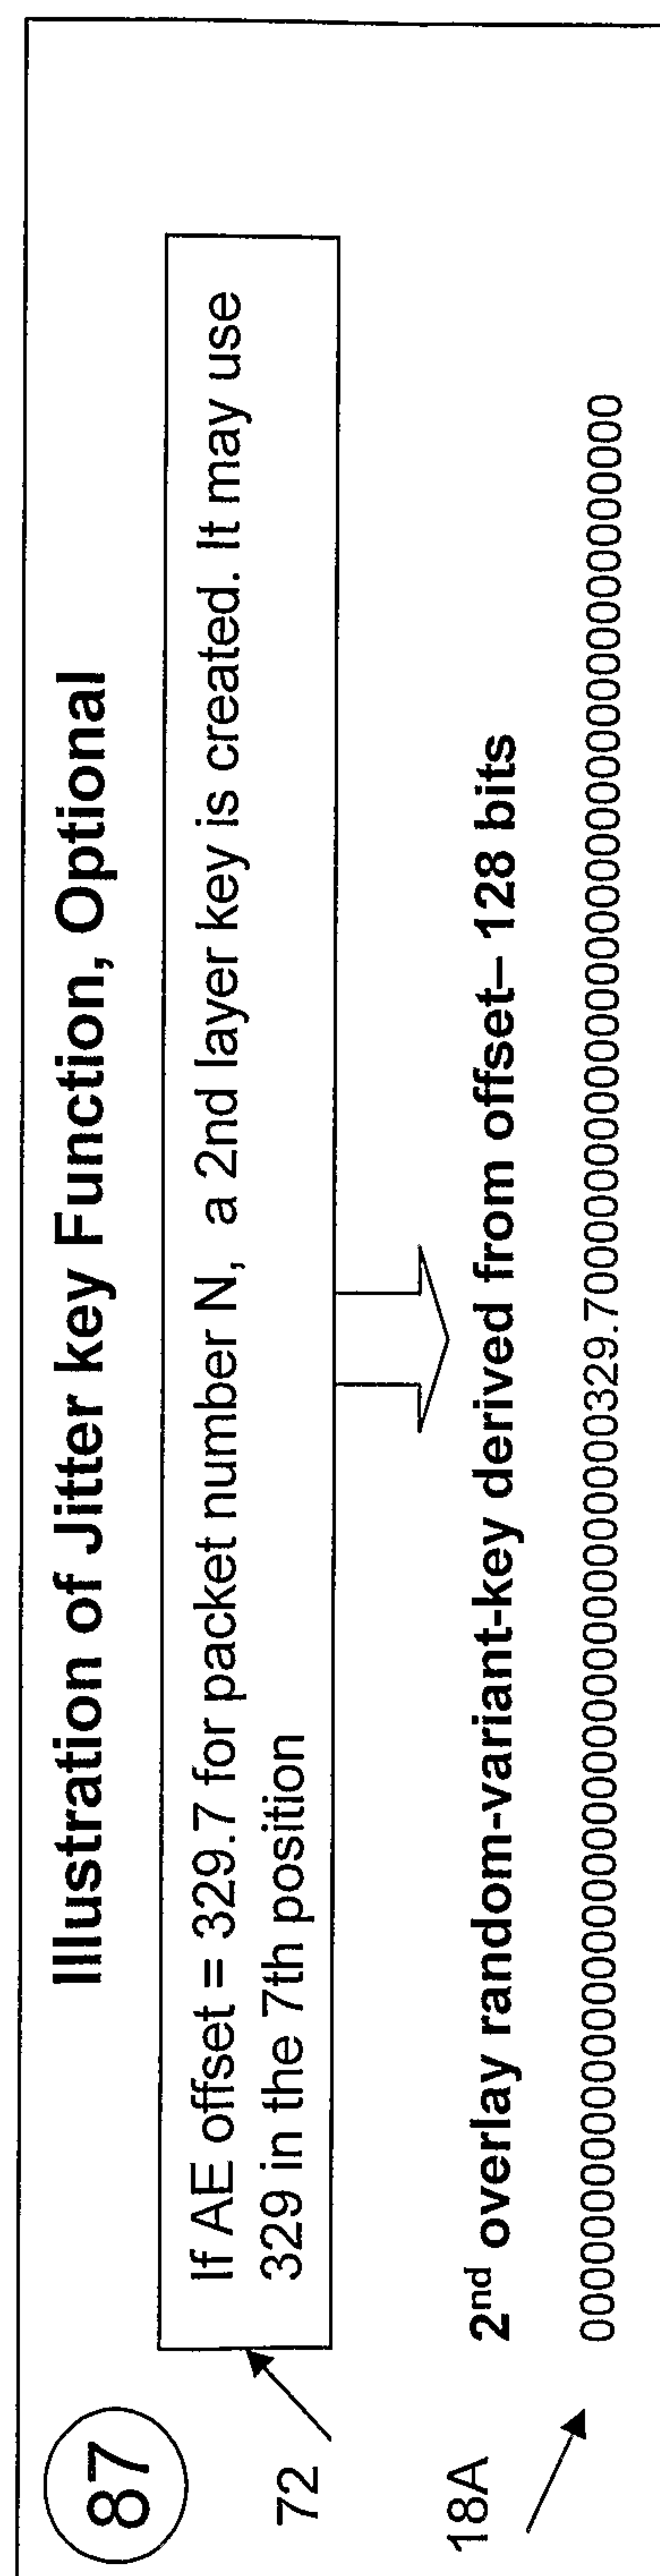 87
Illustration of Jitter key Function, Optional
72
If AE offset = 329.7 for packet number N, a 2nd layer key is created. It may use
329 in the 7th position
2nd overlay random-variant-key derived from offset– 128 bits
18A
00000000000000000000000000000000000329.70000000000000000000000000000000000